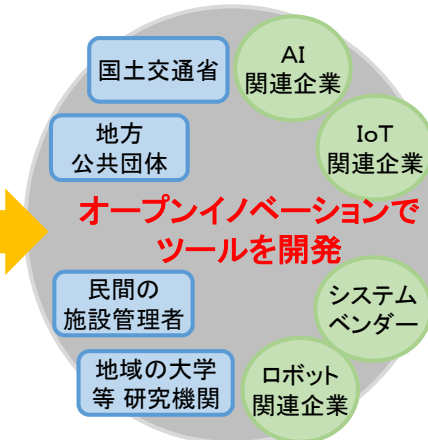 国土交通省
AI
関連企業
地方
公共団体
IoT
関連企業
オープンイノベーションで
ツールを開発
民間の
施設管理者
システム
ベンダー
地域の大学
等 研究機関
ロボット
関連企業